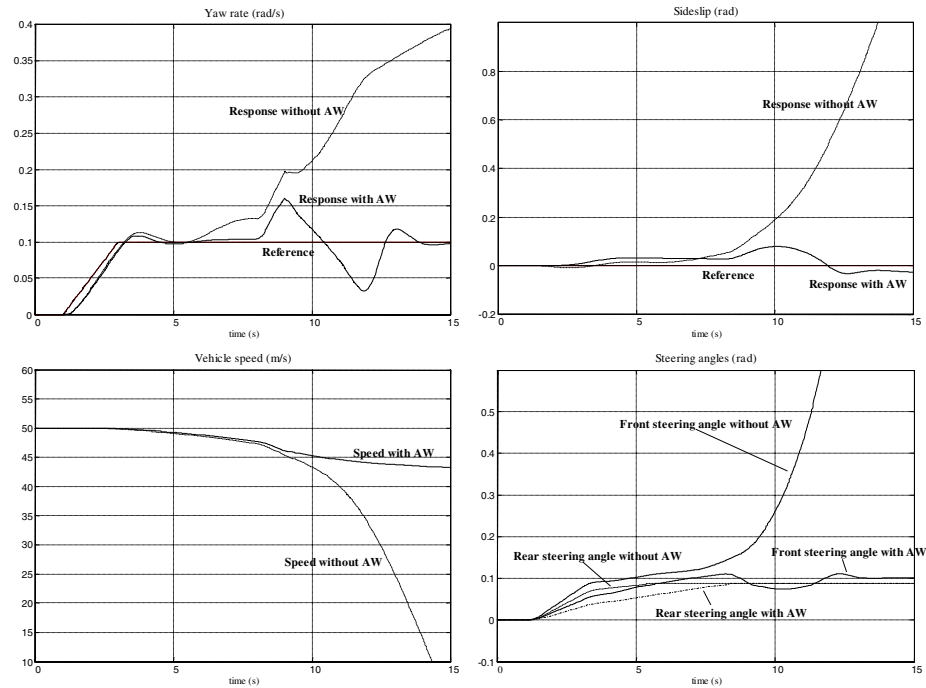 Yaw rate (rad/s)
0.4
0.35
0.3
0.25
0.2
0.15
0.1
0.05
0
Response without AW
Response with AW
Reference
0
5
10
15
time (s)
Sideslip (rad)
0.8
0.6
0.4
0.2
0
-0.2
Response without AW
Reference
Response with AW
0
5
10
15
time (s)
Vehicle speed (m/s)
60
55
50
45
40
35
30
25
20
15
10
Speed with AW
Speed without AW
0
5
10
15
time (s)
Steering angles (rad)
0.5
0.4
0.3
0.2
0.1
0
-0.1
Front steering angle without AW
Rear steering angle without AW
Front steering angle with AW
Rear steering angle with AW
0
5
10
15
time (s)